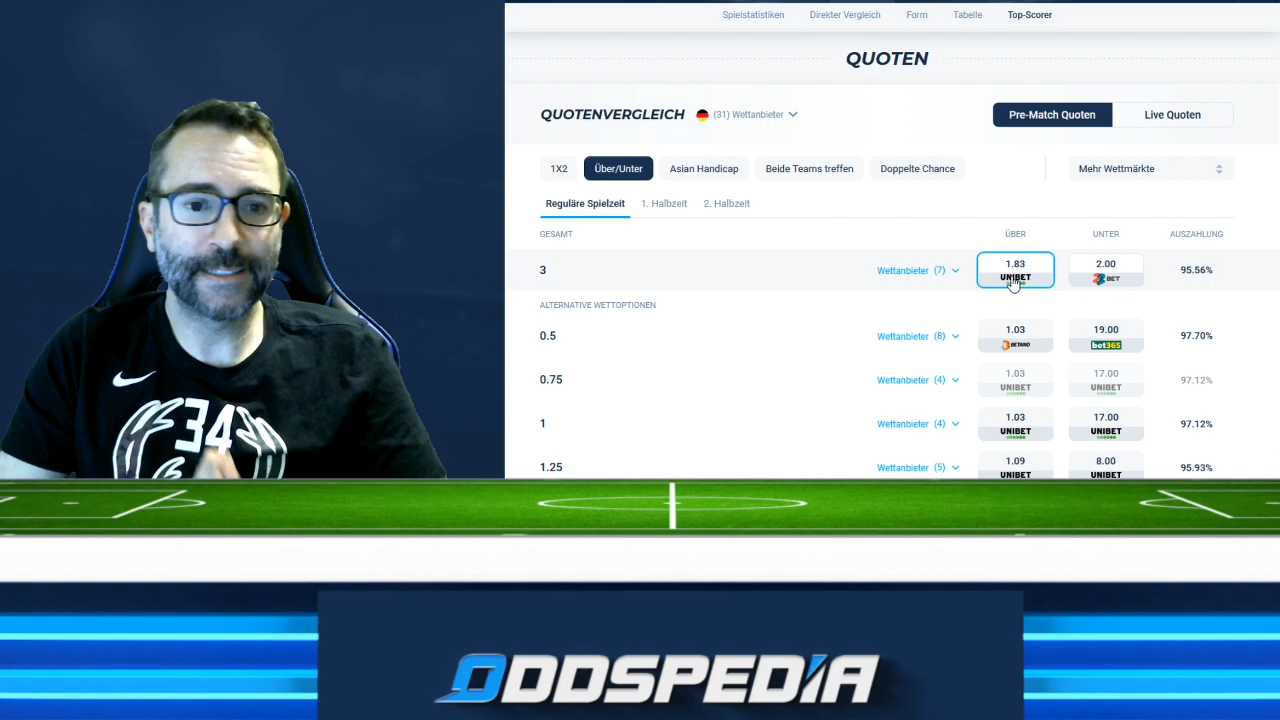 Spielstatistiken Direkter Vergleich Form Tabelle Top-Scorer
QUOTEN
QUOTENVERGLEICH (31) Wettanbieter Pre-Match Quoten Live Quoten
1X2 Über/Unter Asian Handicap Beide Teams treffen Doppelte Chance Mehr Wettmärkte
Reguläre Spielzeit 1. Halbzeit 2. Halbzeit
GESAMT ÜBER UNTER AUSZAHLUNG
3 Wettanbieter (7) 1.83 2.00 95.56%
UNIBET 22BET
ALTERNATIVE WETTOPTIONEN
0.5 Wettanbieter (8) 1.03 19.00 97.70%
BETANO bet365
0.75 Wettanbieter (4) 1.03 17.00 97.12%
UNIBET UNIBET
1 Wettanbieter (4) 1.03 17.00 97.12%
UNIBET UNIBET
1.25 Wettanbieter (5) 1.09 8.00 95.93%
UNIBET UNIBET
34
ODDSPEDIA